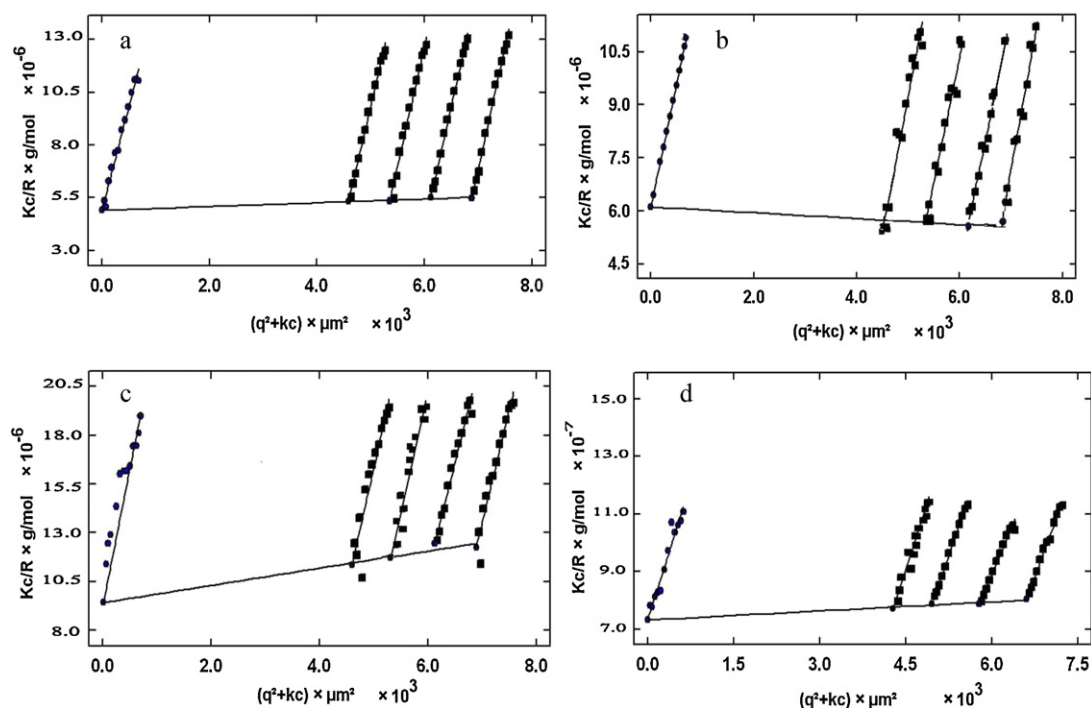 a
Kc/R × g/mol × 10⁻⁶
13.0
10.5
8.0
5.5
3.0
0.0 2.0 4.0 6.0 8.0
(q²+kc) × µm² × 10³
b
Kc/R × g/mol × 10⁻⁶
10.5
9.0
7.5
6.0
4.5
0.0 2.0 4.0 6.0 8.0
(q²+kc) × µm² × 10³
c
Kc/R × g/mol × 10⁻⁶
20.5
18.0
15.5
13.0
10.5
8.0
0.0 2.0 4.0 6.0 8.0
(q²+kc) × µm² × 10³
d
Kc/R × g/mol × 10⁻⁷
15.0
13.0
11.0
9.0
7.0
0.0 1.5 3.0 4.5 6.0 7.5
(q²+kc) × µm² × 10³